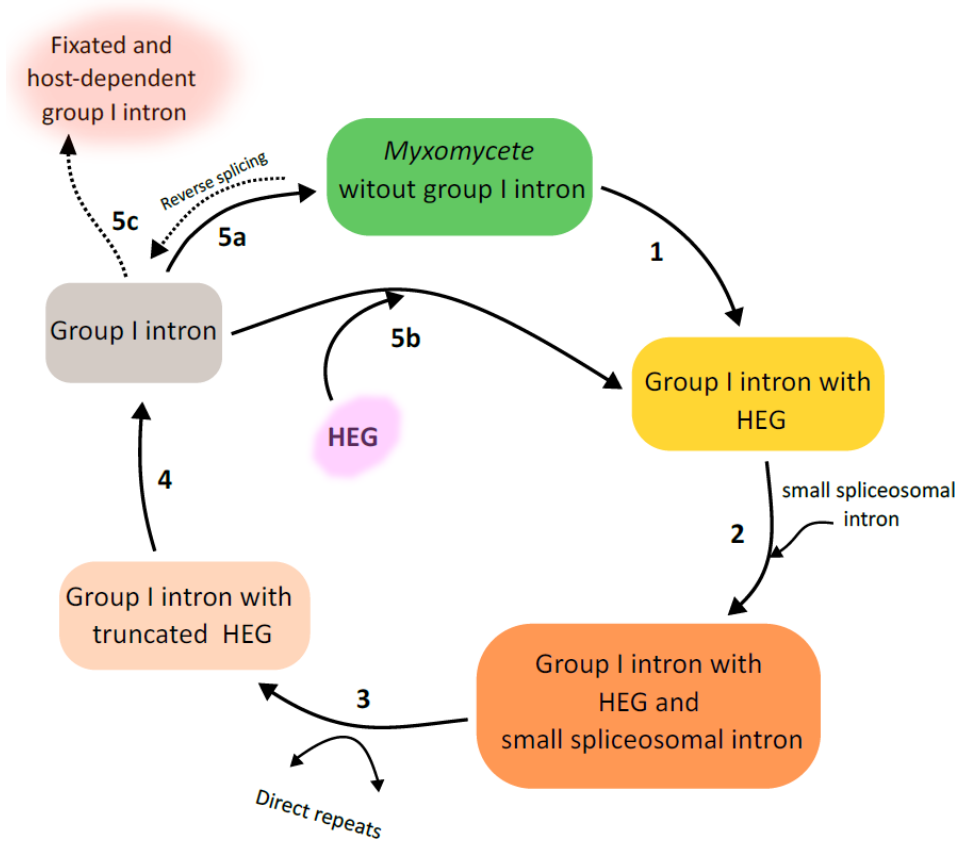 Fixated and
host-dependent
group I intron
Reverse splicing
5c
5a
Myxomycete
witout group I intron
1
Group I intron
5b
HEG
Group I intron with
HEG
small spliceosomal
intron
2
4
Group I intron with
truncated HEG
3
Group I intron with
HEG and
small spliceosomal intron
Direct repeats